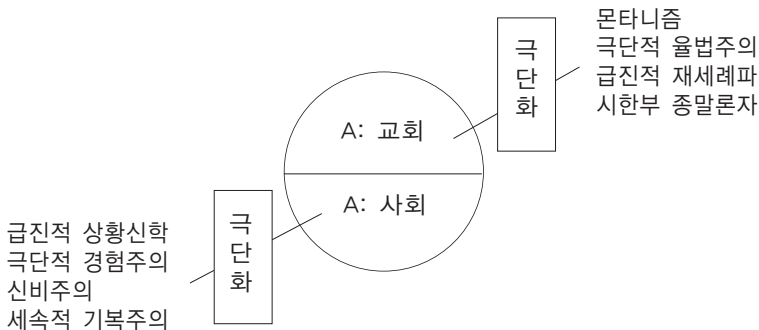 몬타니즘
극단적 율법주의
급진적 재세례파
시한부 종말론자
극
단
화
A: 교회
A: 사회
극
단
화
급진적 상황신학
극단적 경험주의
신비주의
세속적 기복주의